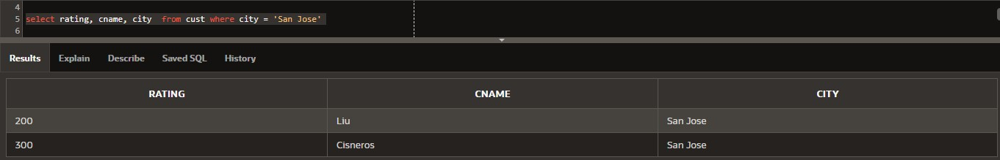 4
5 select rating, cname, city  from cust where city = 'San Jose'
6
Results Explain Describe Saved SQL History
RATING CNAME CITY
200 Liu San Jose
300 Cisneros San Jose